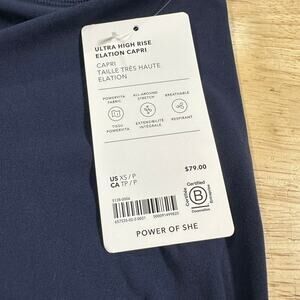 ULTRA HIGH RISE
ELATION CAPRI
CAPRI
TAILLE TRÈS HAUTE
ELATION
POWERVITA
FABRIC
ALL-AROUND
STRETCH
BREATHABLE
TISSU
POWERVITA
EXTENSIBILITÉ
INTÉGRALE
RESPIRANT
$79.00
US XS / P
CA TP / P
Certified
B
Corporation
POWER OF SHE